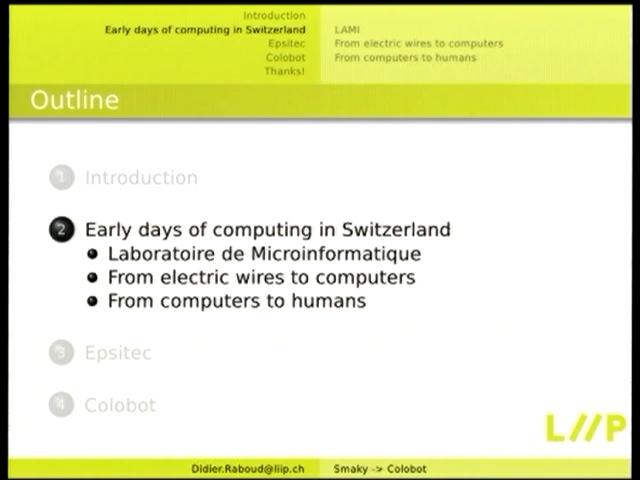 Introduction
Early days of computing in Switzerland
Epsitec
Colobot
Thanks!
LAMI
From electric wires to computers
From computers to humans
Outline
1 Introduction
2 Early days of computing in Switzerland
Laboratoire de Microinformatique
From electric wires to computers
From computers to humans
3 Epsitec
4 Colobot
LIIP
Didier.Raboud@liip.ch Smaky -> Colobot